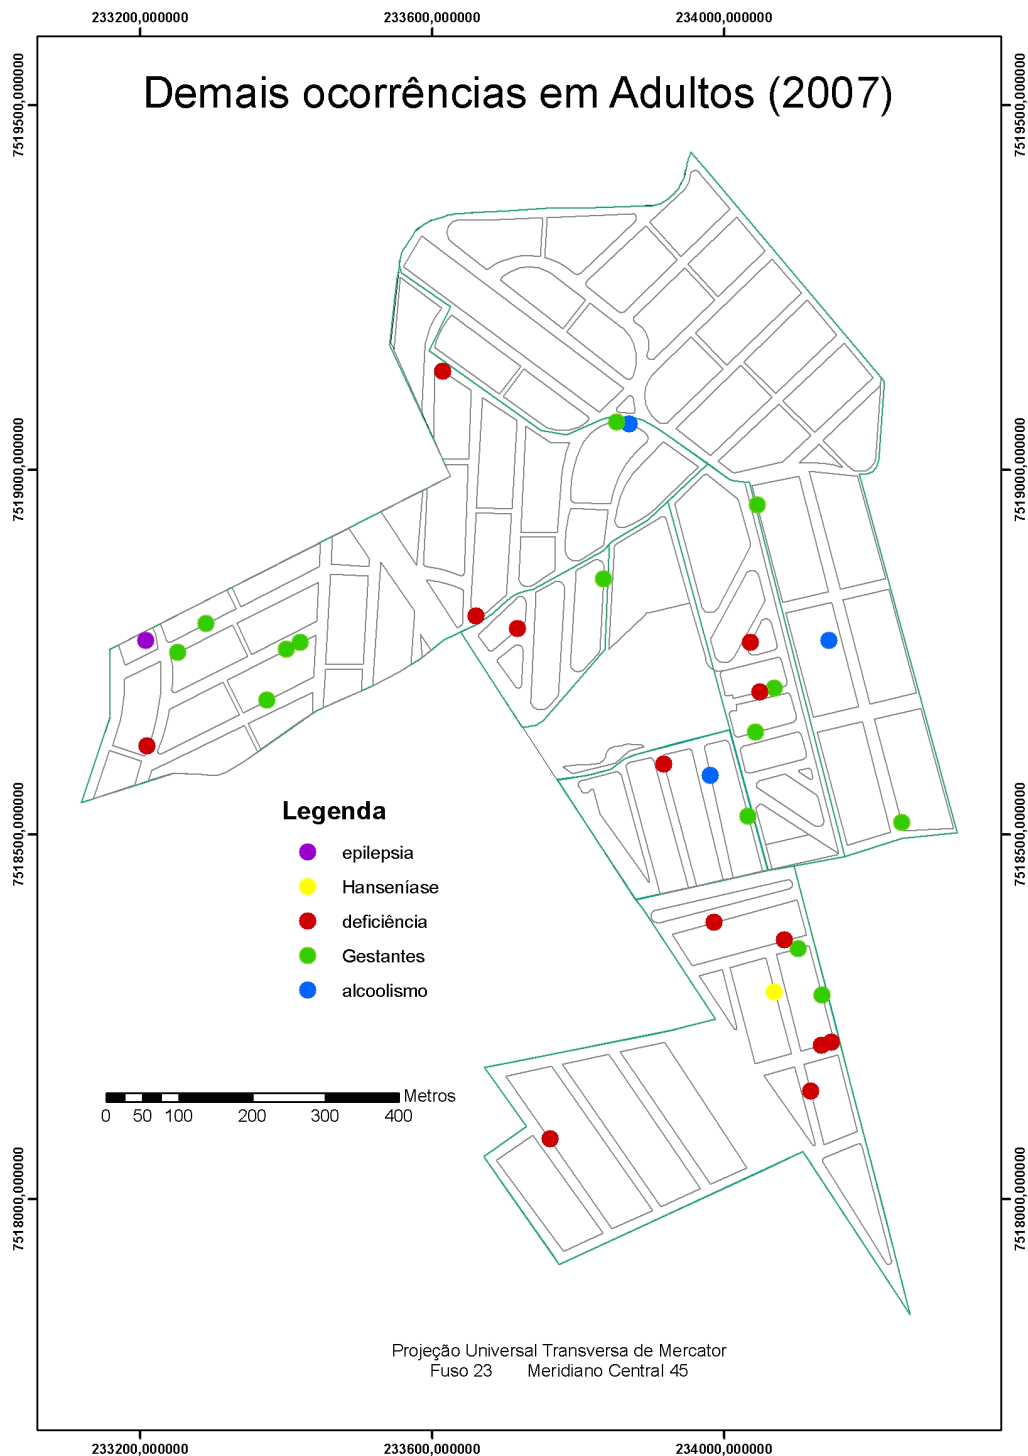 233200,000000 233600,000000 234000,000000
Demais ocorrências em Adultos (2007)
7519500,000000 7519500,000000
7519000,000000 7519000,000000
7518500,000000 7518500,000000
Legenda
epilepsia
Hanseníase
deficiência
Gestantes
alcoolismo
Metros
0 50 100 200 300 400
7518000,000000 7518000,000000
Projeção Universal Transversa de Mercator
Fuso 23 Meridiano Central 45
233200,000000 233600,000000 234000,000000